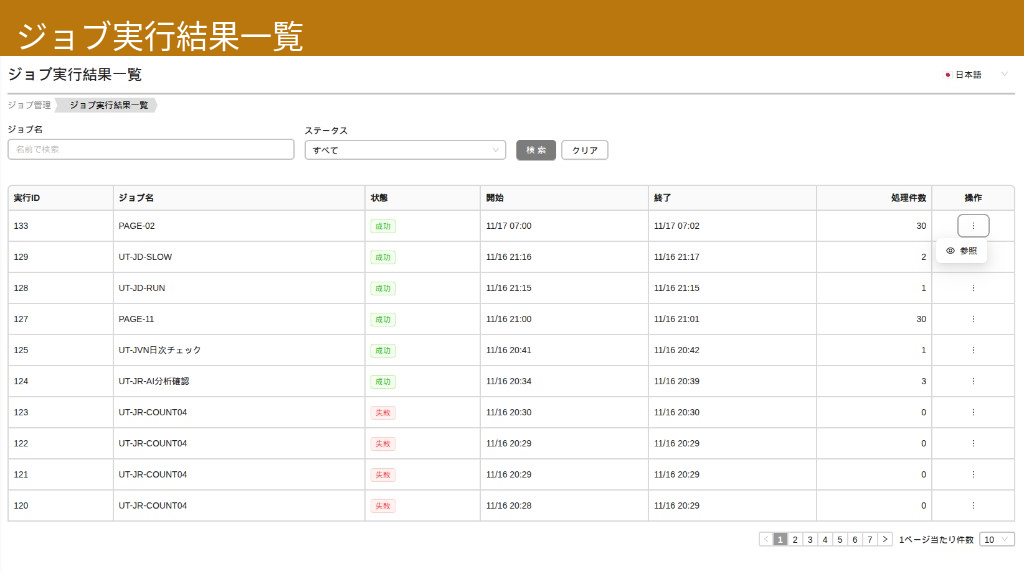 ジョブ実行結果一覧
ジョブ実行結果一覧 日本語
ジョブ管理 ジョブ実行結果一覧
ジョブ名 ステータス
名前で検索 すべて 検 索 クリア
実行ID ジョブ名 状態 開始 終了 処理件数 操作
133 PAGE-02 成功 11/17 07:00 11/17 07:02 30
参照
129 UT-JD-SLOW 成功 11/16 21:16 11/16 21:17 2
128 UT-JD-RUN 成功 11/16 21:15 11/16 21:15 1
127 PAGE-11 成功 11/16 21:00 11/16 21:01 30
125 UT-JVN日次チェック 成功 11/16 20:41 11/16 20:42 1
124 UT-JR-AI分析確認 成功 11/16 20:34 11/16 20:39 3
123 UT-JR-COUNT04 失敗 11/16 20:30 11/16 20:30 0
122 UT-JR-COUNT04 失敗 11/16 20:29 11/16 20:29 0
121 UT-JR-COUNT04 失敗 11/16 20:29 11/16 20:29 0
120 UT-JR-COUNT04 失敗 11/16 20:28 11/16 20:29 0
< 1 2 3 4 5 6 7 > 1ページ当たり件数 10